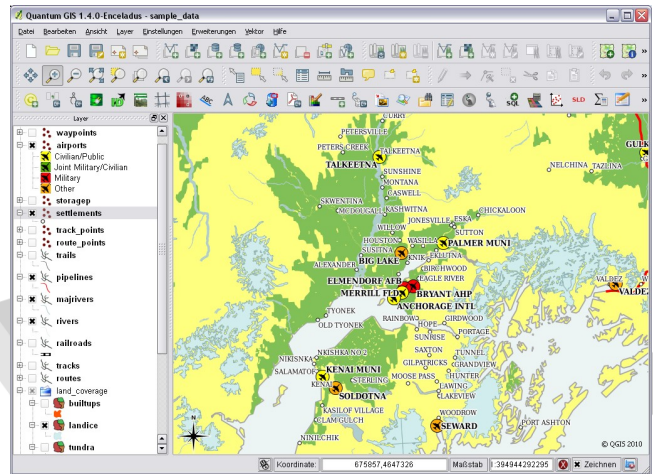 Quantum GIS 1.4.0-Enceladus - sample_data
Datei Bearbeiten Ansicht Layer Einstellungen Erweiterungen Vektor Hilfe
SQL SLD
Layer
waypoints
airports
Civilian/Public
Joint Military/Civilian
Military
Other
storagep
settlements
track_points
route_points
trails
pipelines
majrivers
rivers
railroads
tracks
routes
land_coverage
builtups
landice
tundra
CURRY
PETERSVILLE
PETERS CREEK TALKEETNA
TALKEETNA
SUNSHINE
MONTANA
CASWELL
SKWENTINA
MCDOUGALL KASHWITNA
NELCHINA TAZLINA
GULK
CHICKALOON
JONESVILLE ESKA
SUTTON
WILLOW
HOUSTON WASILLA PALMER MUNI
SUSITNA
BIG LAKE KNIK EKLUTNA
ALEXANDER
BIRCHWOOD
ELMENDORF AFB EAGLE RIVER
MERRILL FLD BRYANT AHP
ANCHORAGE INTL
VALDEZ
VALDEZ
TYONEK
OLD TYONEK
RAINBOW GIRDWOOD
HOPE
SUNRISE PORTAGE
NIKISHKA NO 2
NIKISNKA
SALAMATOF KENAI MUNI
KENAI STERLING
SOLDOTNA
SAXTON TUNNEL
GILPATRICKS GRANDVIEW
MOOSE PASS HUNTER
LAWING
LAKEVIEW
KASILOF VILLAGE
CLAM GULCH
NINILCHIK
WOODROW
SEWARD
PORT ASHTON
N
© QGIS 2010
Koordinate: 675857,4647326 Maßstab :394944292295 Zeichnen